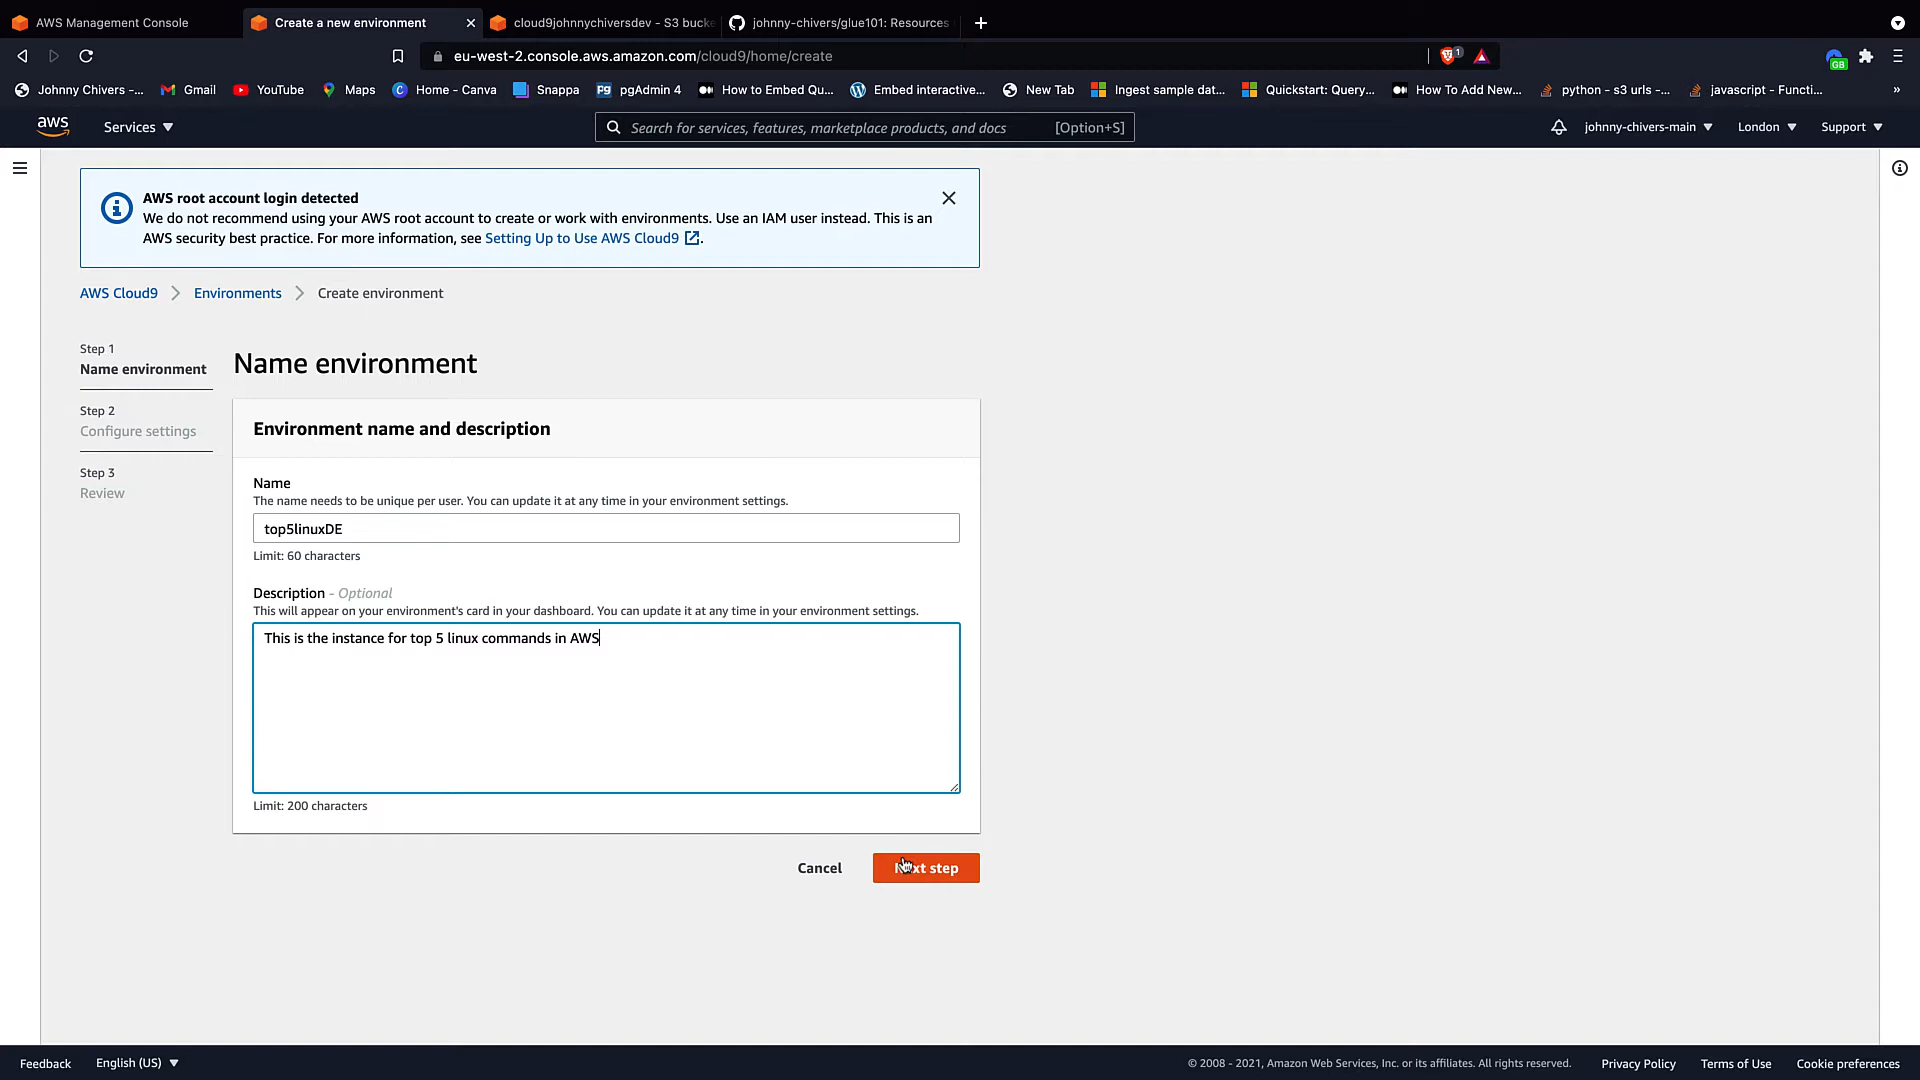 AWS Management Console
Create a new environment
cloud9johnnychiversdev - S3 bucke
johnny-chivers/glue101: Resources
eu-west-2.console.aws.amazon.com/cloud9/home/create
1
GB
Johnny Chivers -...
Gmail
YouTube
Maps
Home - Canva
Snappa
Pg pgAdmin 4
How to Embed Qu...
Embed interactive...
New Tab
Ingest sample dat...
Quickstart: Query...
How To Add New...
python - s3 urls -...
javascript - Functi...
»
aws
Services
Search for services, features, marketplace products, and docs [Option+S]
johnny-chivers-main
London
Support
AWS root account login detected
We do not recommend using your AWS root account to create or work with environments. Use an IAM user instead. This is an
AWS security best practice. For more information, see Setting Up to Use AWS Cloud9 .
AWS Cloud9 > Environments > Create environment
Step 1
Name environment
Step 2
Configure settings
Step 3
Review
Name environment
Environment name and description
Name
The name needs to be unique per user. You can update it at any time in your environment settings.
top5linuxDE
Limit: 60 characters
Description - Optional
This will appear on your environment's card in your dashboard. You can update it at any time in your environment settings.
This is the instance for top 5 linux commands in AWS
Limit: 200 characters
Cancel
Next step
Feedback
English (US)
© 2008 - 2021, Amazon Web Services, Inc. or its affiliates. All rights reserved.
Privacy Policy
Terms of Use
Cookie preferences